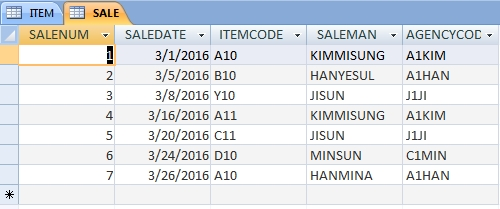 ITEM SALE
SALENUM SALEDATE ITEMCODE SALEMAN AGENCYCOD
1 3/1/2016 A10 KIMMISUNG A1KIM
2 3/5/2016 B10 HANYESUL A1HAN
3 3/8/2016 Y10 JISUN J1JI
4 3/16/2016 A11 KIMMISUNG A1KIM
5 3/20/2016 C11 JISUN J1JI
6 3/24/2016 D10 MINSUN C1MIN
7 3/26/2016 A10 HANMINA A1HAN